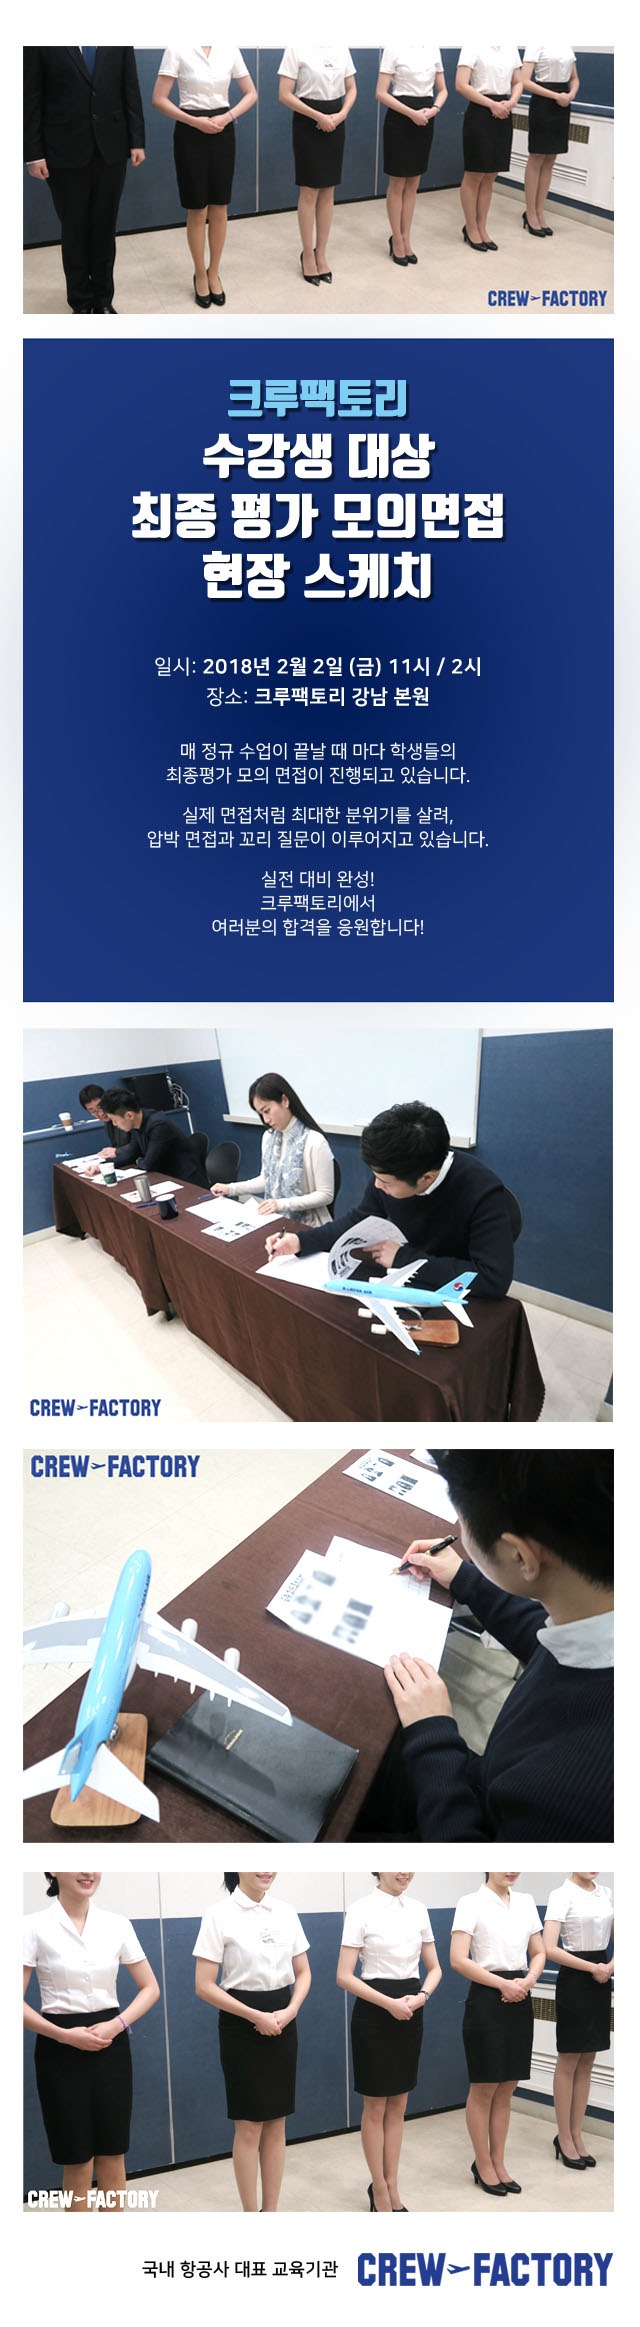 CREW FACTORY
크루팩토리
수강생 대상
최종 평가 모의면접
현장 스케치
일시: 2018년 2월 2일 (금) 11시 / 2시
장소: 크루팩토리 강남 본원
매 정규 수업이 끝날 때 마다 학생들의
최종평가 모의 면접이 진행되고 있습니다.
실제 면접처럼 최대한 분위기를 살려,
압박 면접과 꼬리 질문이 이루어지고 있습니다.
실전 대비 완성!
크루팩토리에서
여러분의 합격을 응원합니다!
KOREAN AIR
CREW FACTORY
CREW FACTORY
CREW FACTORY
국내 항공사 대표 교육기관 CREW FACTORY